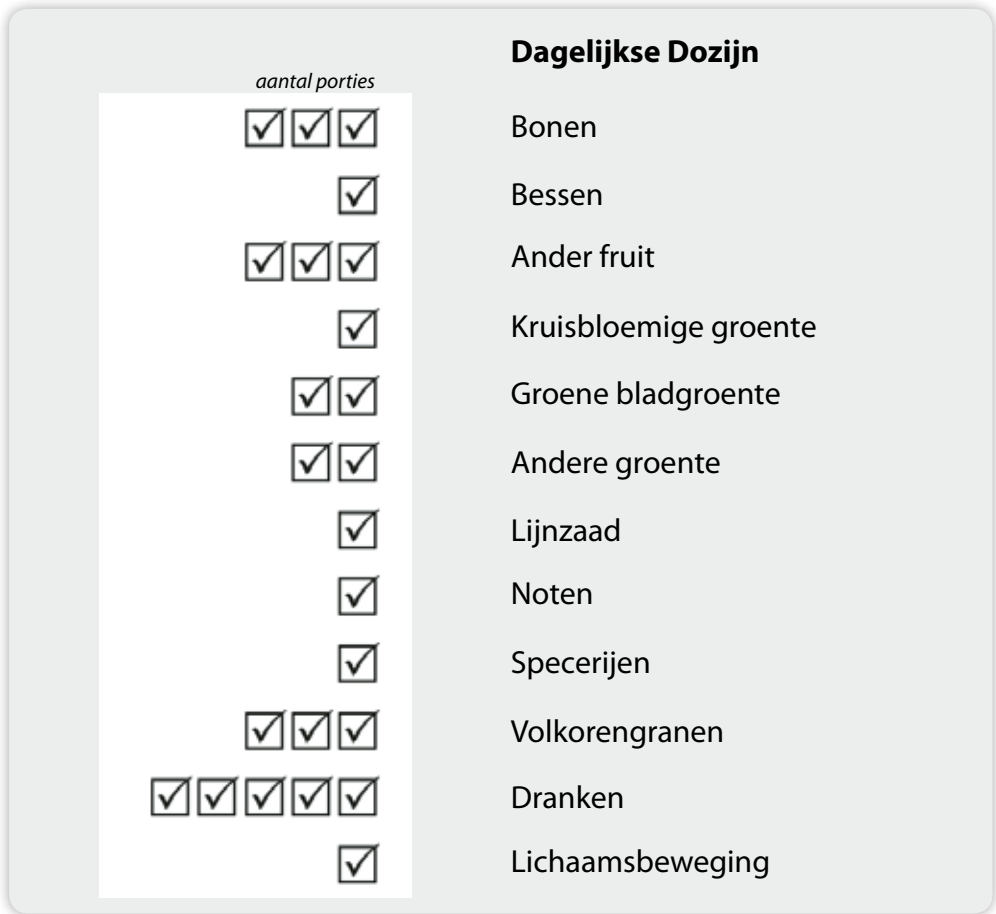 Dagelijkse Dozijn
aantal porties
☑☑☑ Bonen
☑ Bessen
☑☑☑ Ander fruit
☑ Kruisbloemige groente
☑☑ Groene bladgroente
☑☑ Andere groente
☑ Lijnzaad
☑ Noten
☑ Specerijen
☑☑☑ Volkorengranen
☑☑☑☑☑ Dranken
☑ Lichaamsbeweging